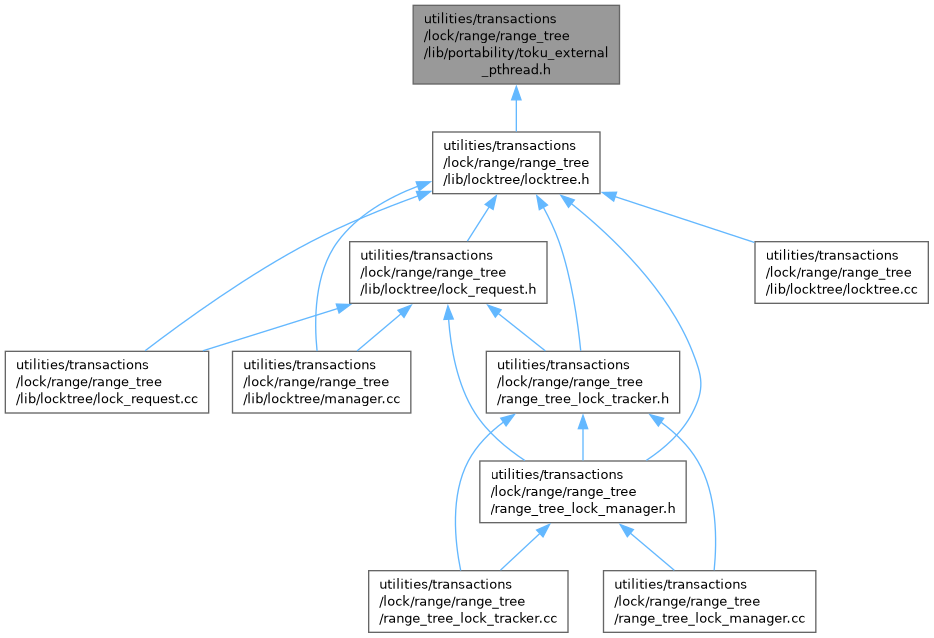 utilities/transactions
/lock/range/range_tree
/lib/portability/toku_external
_pthread.h
utilities/transactions
/lock/range/range_tree
/lib/locktree/locktree.h
utilities/transactions
/lock/range/range_tree
/lib/locktree/lock_request.h
utilities/transactions
/lock/range/range_tree
/lib/locktree/locktree.cc
utilities/transactions
/lock/range/range_tree
/lib/locktree/lock_request.cc
utilities/transactions
/lock/range/range_tree
/lib/locktree/manager.cc
utilities/transactions
/lock/range/range_tree
/range_tree_lock_tracker.h
utilities/transactions
/lock/range/range_tree
/range_tree_lock_manager.h
utilities/transactions
/lock/range/range_tree
/range_tree_lock_tracker.cc
utilities/transactions
/lock/range/range_tree
/range_tree_lock_manager.cc